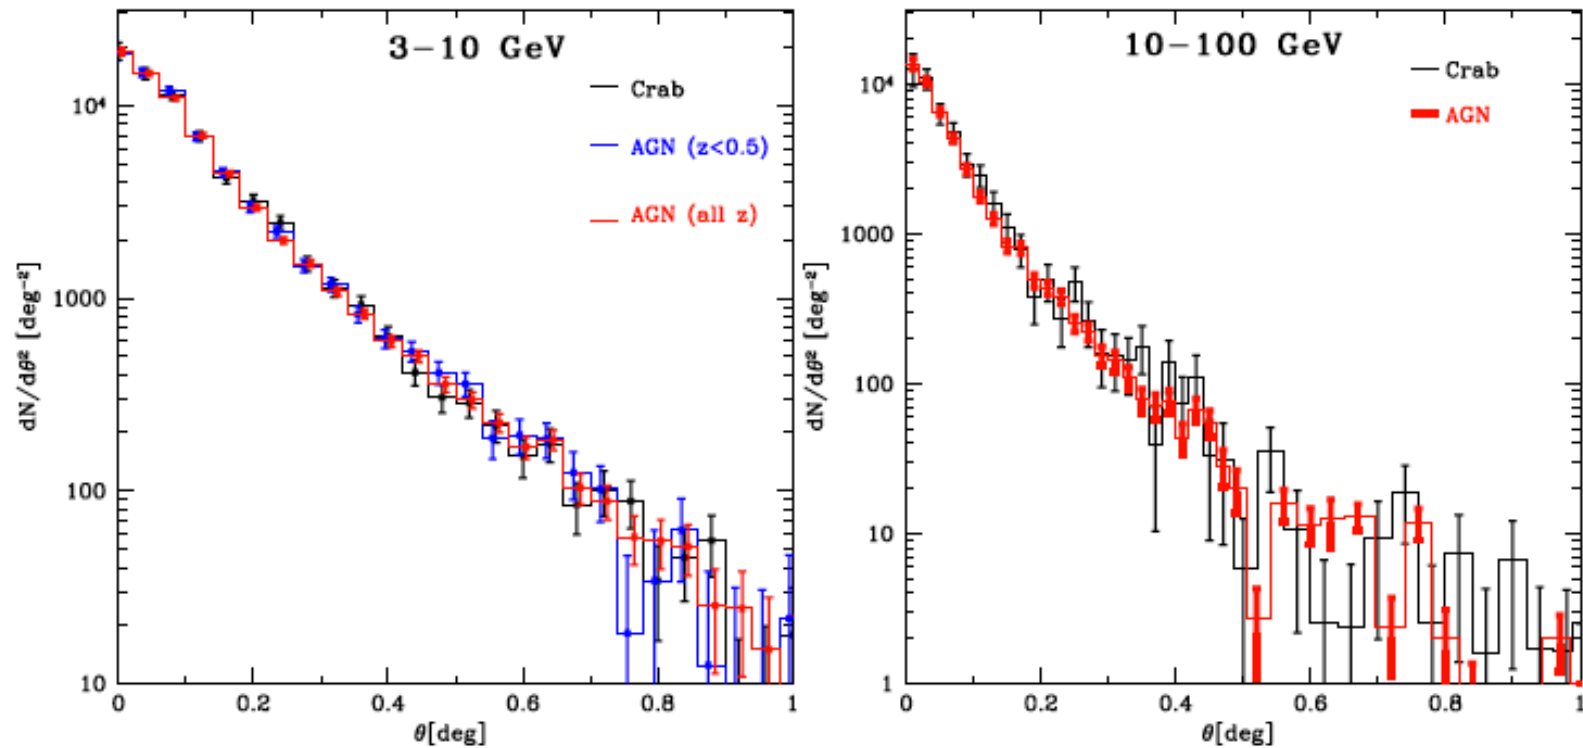 3−10 GeV
Crab
AGN (z<0.5)
AGN (all z)
10⁴
1000
100
10
dN/dθ² [deg⁻²]
0
0.2
0.4
0.6
0.8
1
θ[deg]
10−100 GeV
Crab
AGN
10⁴
1000
100
10
1
dN/dθ² [deg⁻²]
0
0.2
0.4
0.6
0.8
1
θ[deg]